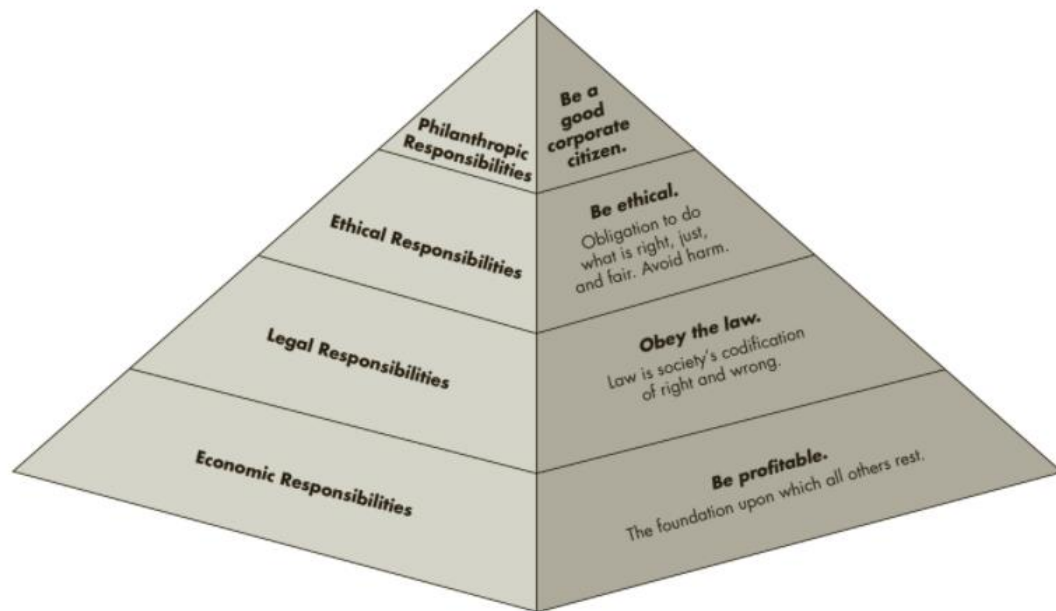 Philanthropic
Responsibilities
Be a
good
corporate
citizen.
Ethical Responsibilities
Be ethical.
Obligation to do
what is right, just,
and fair. Avoid harm.
Legal Responsibilities
Obey the law.
Law is society’s codification
of right and wrong.
Economic Responsibilities
Be profitable.
The foundation upon which all others rest.